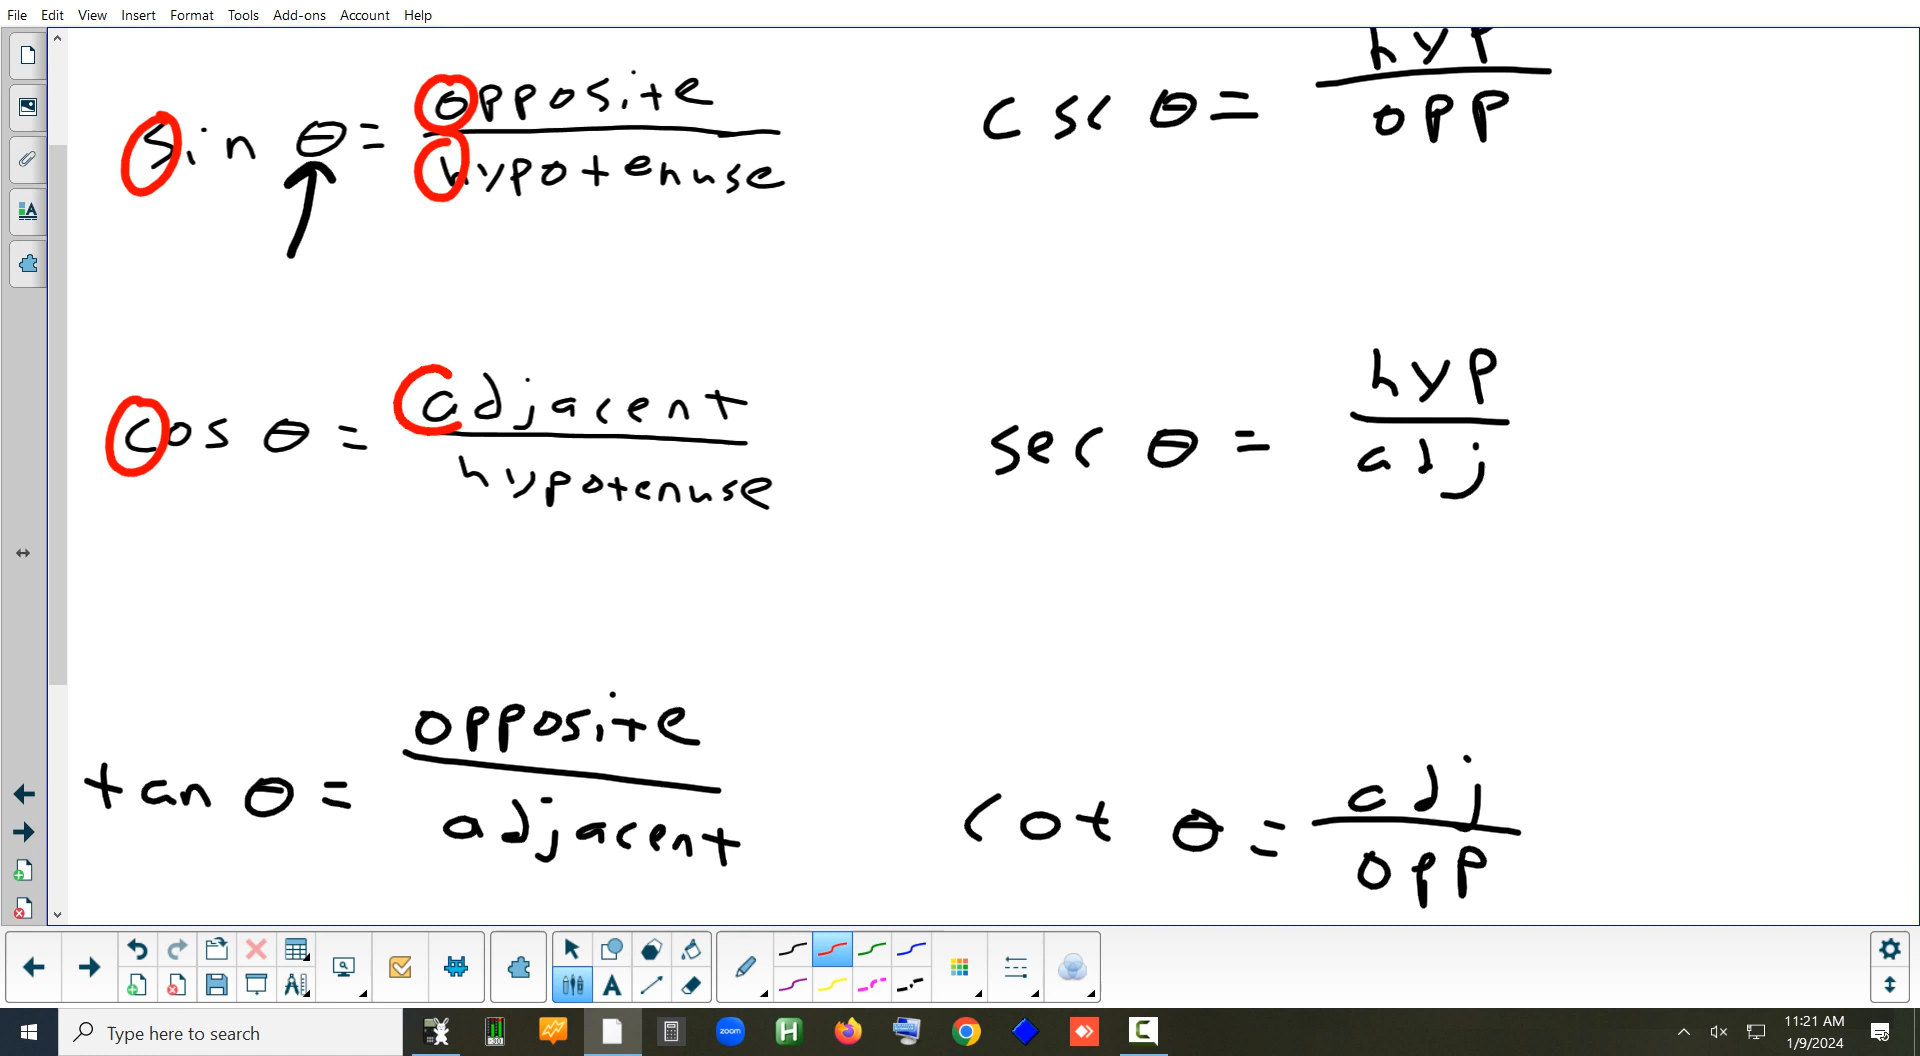 File Edit View Insert Format Tools Add-ons Account Help
sin θ = opposite / hypotenuse
csc θ = hyp / opp
cos θ = adjacent / hypotenuse
sec θ = hyp / adj
tan θ = opposite / adjacent
cot θ = adj / opp
Type here to search
zoom
11:21 AM
1/9/2024